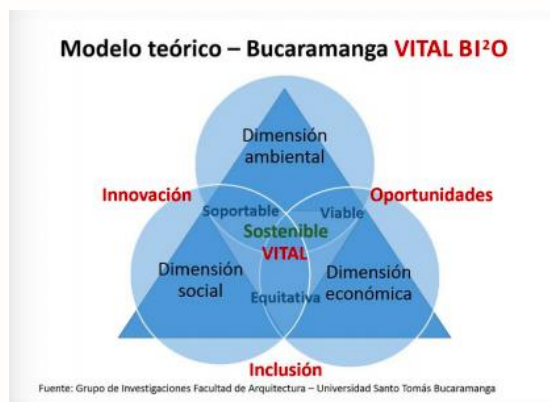 Modelo teórico – Bucaramanga VITAL BI²O
Dimensión
ambiental
Innovación
Oportunidades
Soportable
Viable
Sostenible
VITAL
Dimensión
social
Dimensión
económica
Equitativa
Inclusión
Fuente: Grupo de Investigaciones Facultad de Arquitectura – Universidad Santo Tomás Bucaramanga